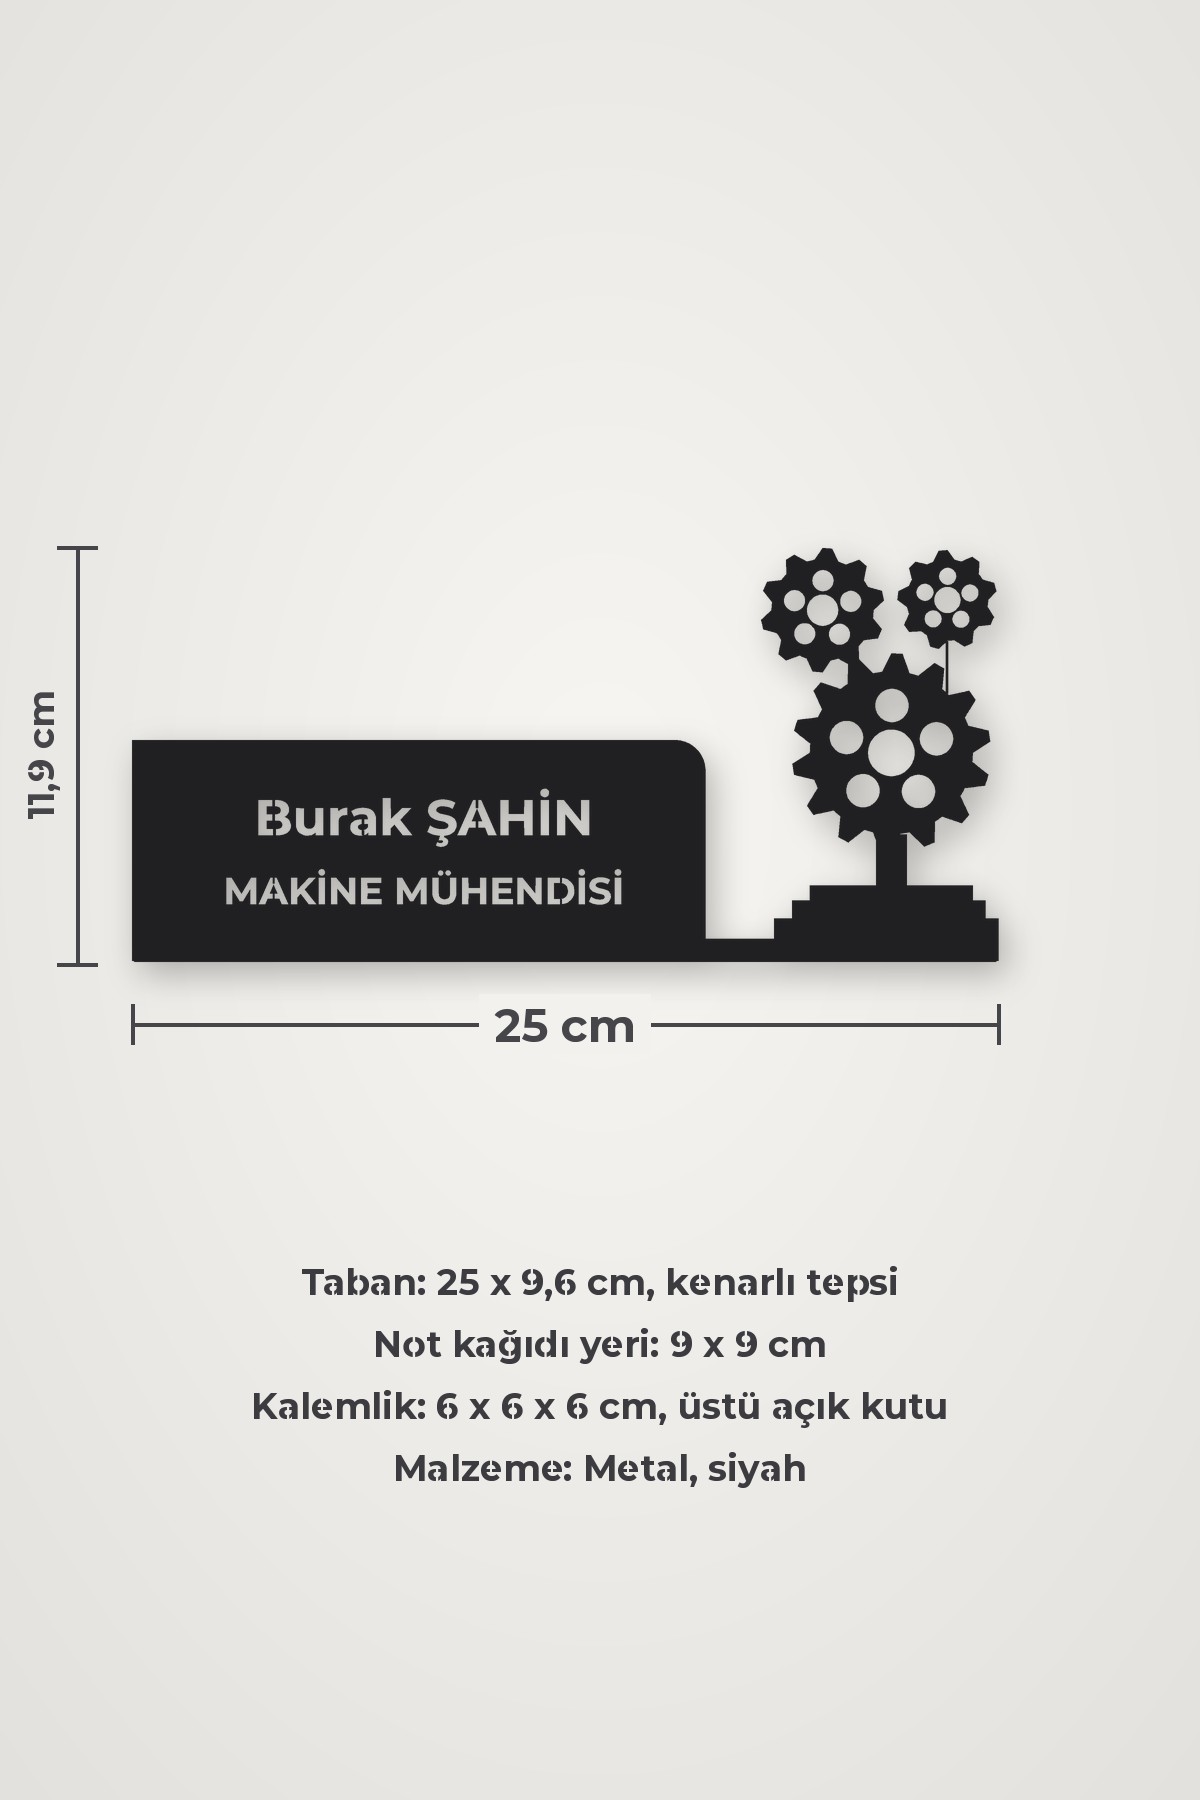 Burak ŞAHİN
MAKİNE MÜHENDİSİ
11,9 cm
25 cm
Taban: 25 x 9,6 cm, kenarlı tepsi
Not kağıdı yeri: 9 x 9 cm
Kalemlik: 6 x 6 x 6 cm, üstü açık kutu
Malzeme: Metal, siyah